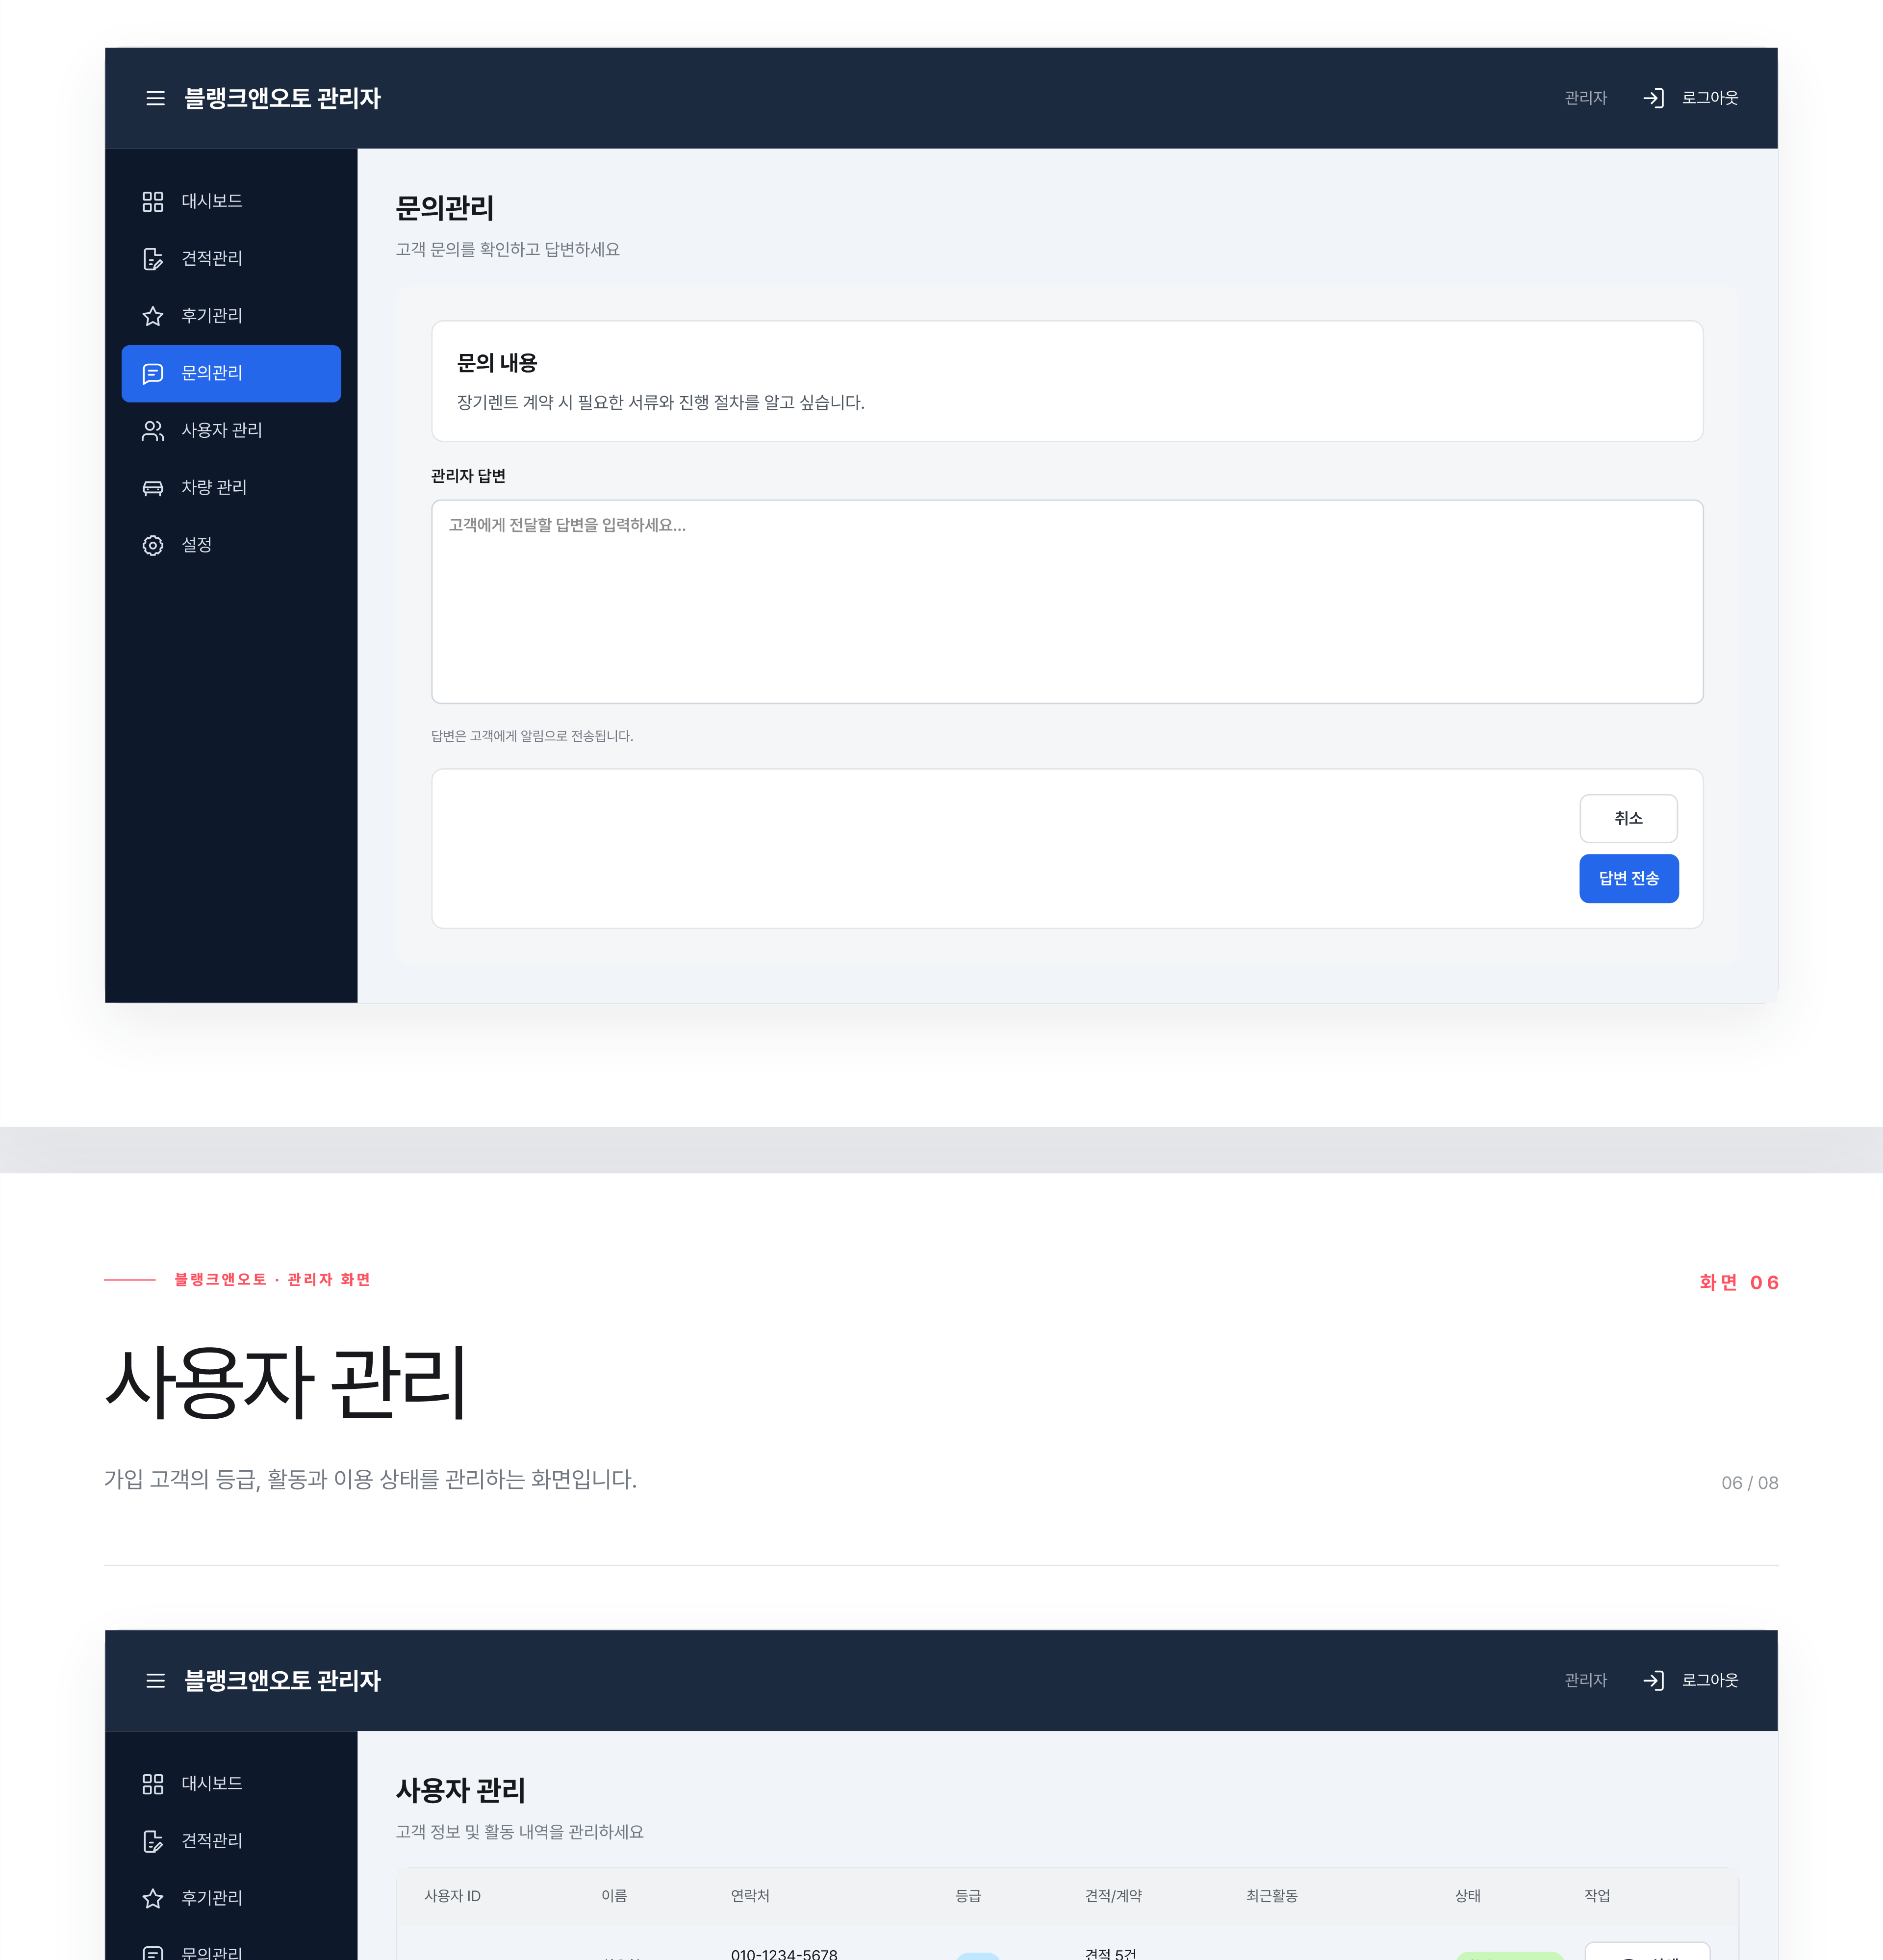 블랭크앤오토 관리자
관리자
로그아웃
대시보드
견적관리
후기관리
문의관리
사용자 관리
차량 관리
설정
문의관리
고객 문의를 확인하고 답변하세요
문의 내용
장기렌트 계약 시 필요한 서류와 진행 절차를 알고 싶습니다.
관리자 답변
고객에게 전달할 답변을 입력하세요...
답변은 고객에게 알림으로 전송됩니다.
취소
답변 전송
블랭크앤오토 · 관리자 화면
화면 06
사용자 관리
가입 고객의 등급, 활동과 이용 상태를 관리하는 화면입니다.
06 / 08
블랭크앤오토 관리자
관리자
로그아웃
대시보드
견적관리
후기관리
문의관리
사용자 관리
고객 정보 및 활동 내역을 관리하세요
사용자 ID 이름 연락처 등급 견적/계약 최근활동 상태 작업
010-1234-5678
견적 5건